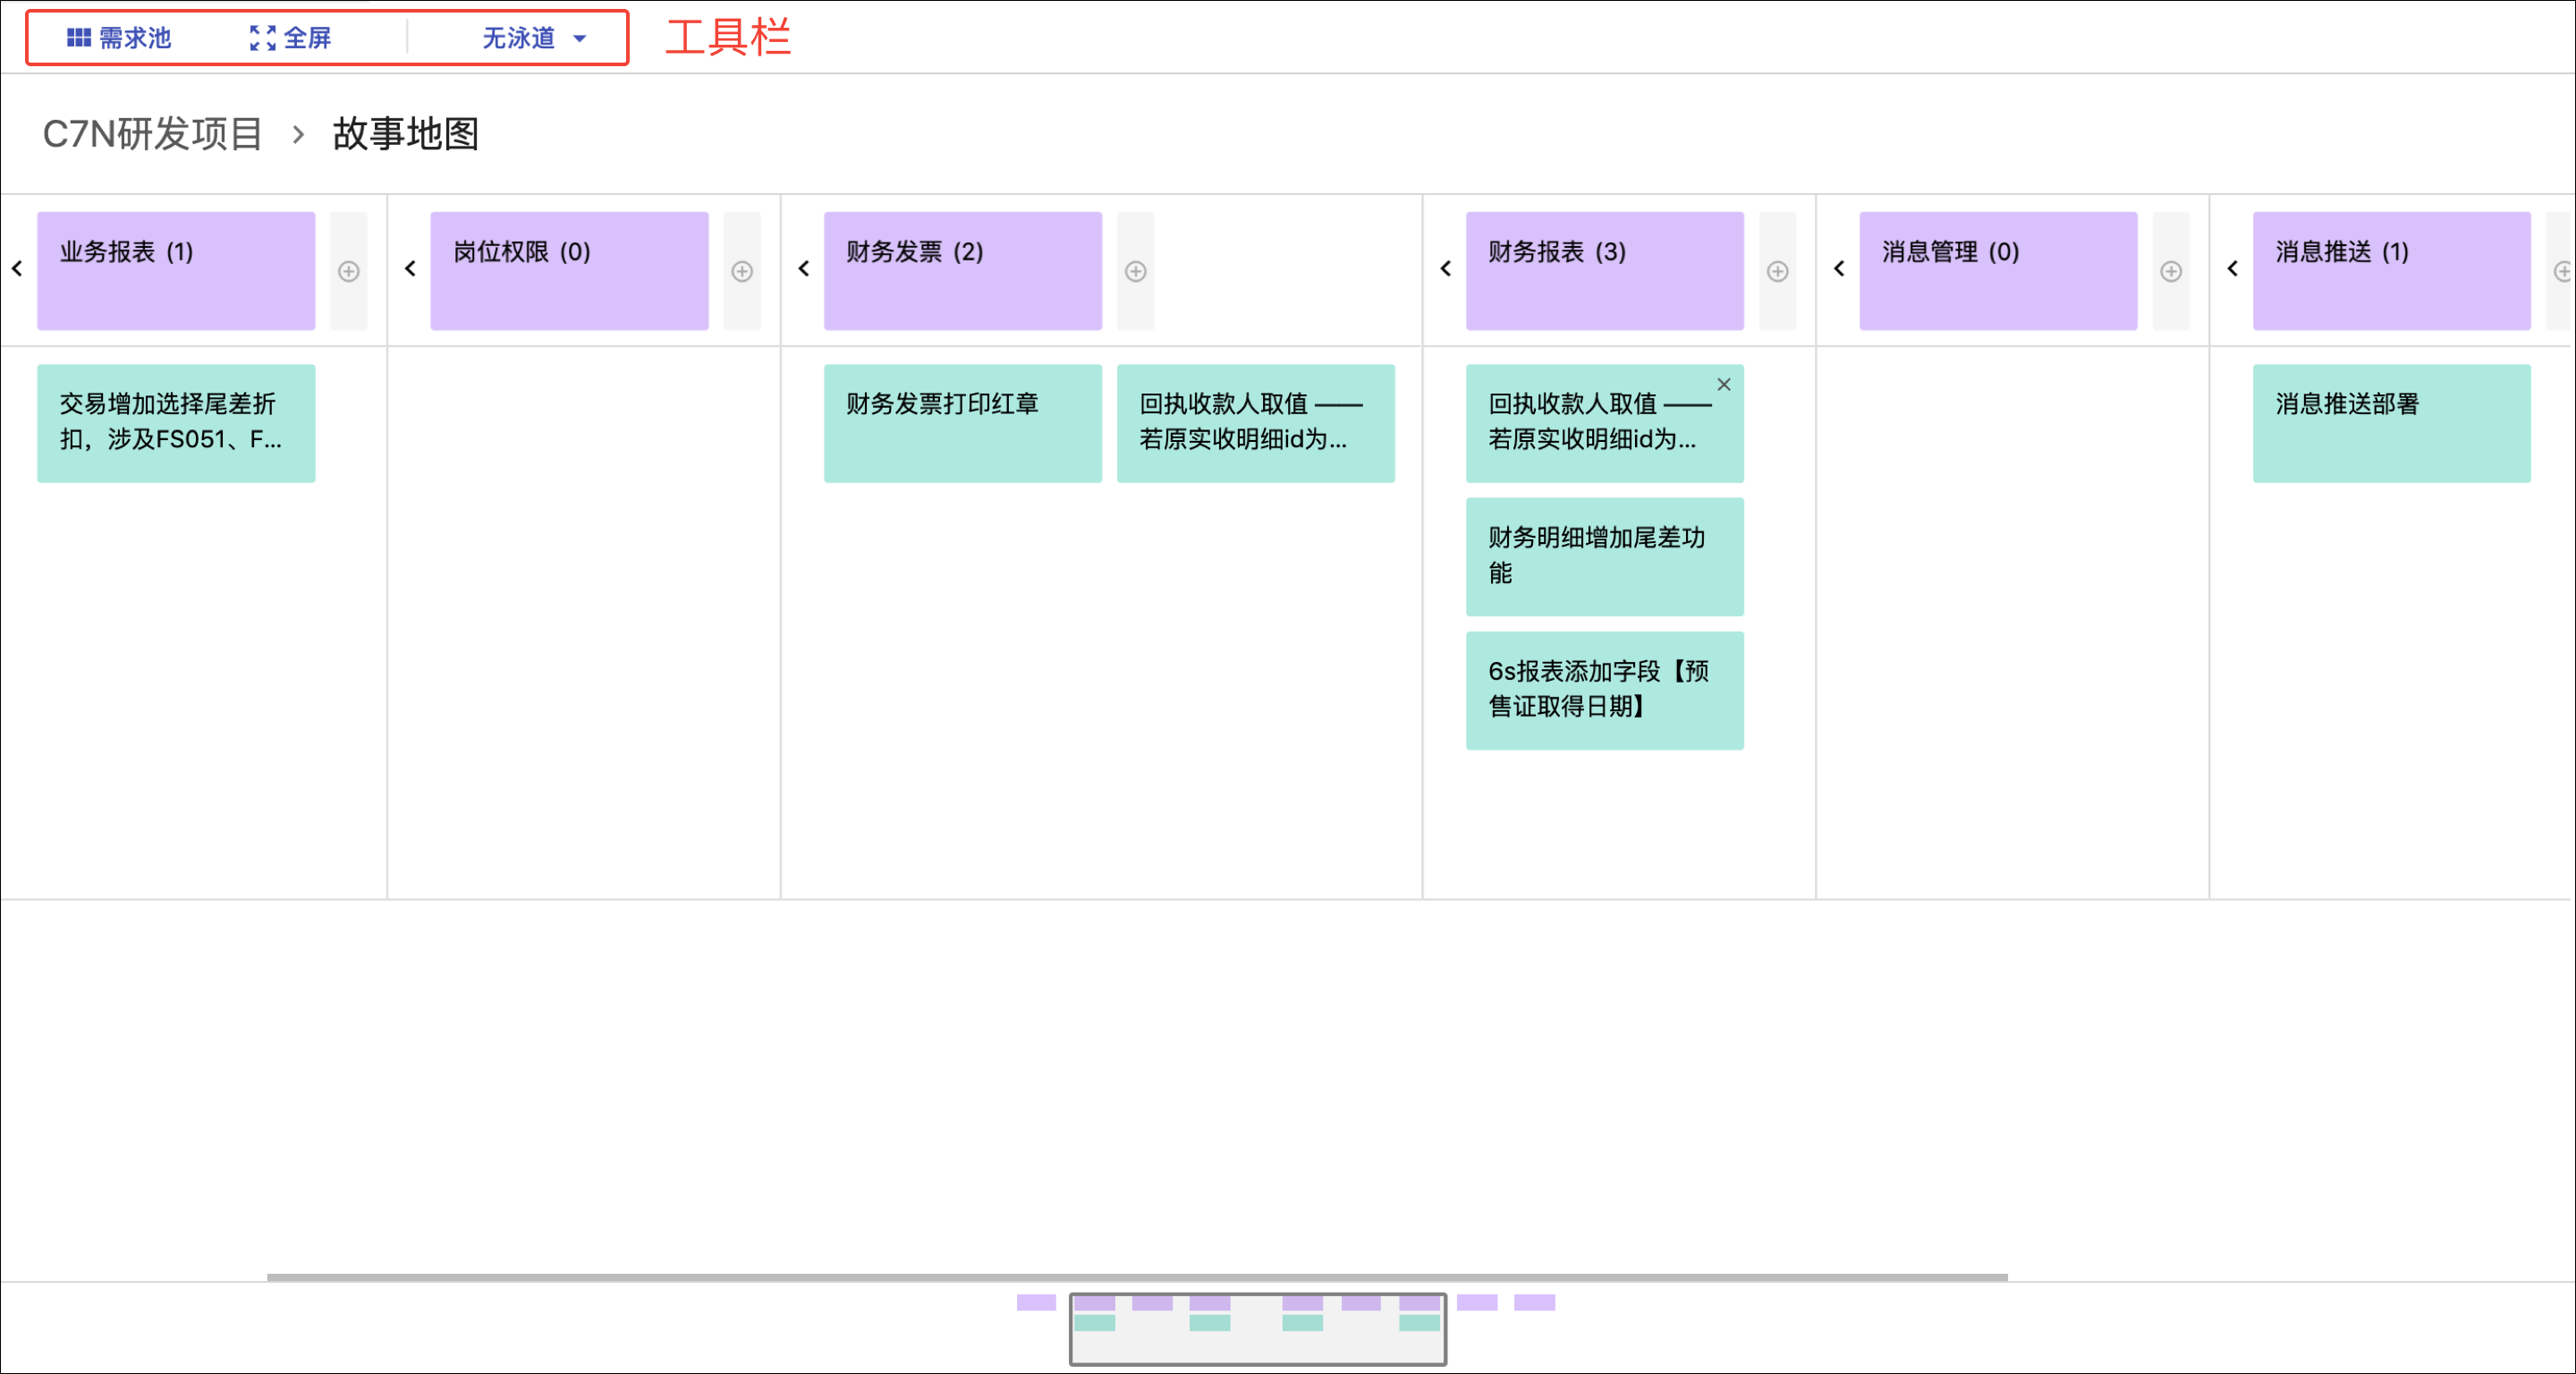 需求池 全屏 无泳道 工具栏
C7N研发项目 > 故事地图
业务报表 (1)
岗位权限 (0)
财务发票 (2)
财务报表 (3)
消息管理 (0)
消息推送 (1)
交易增加选择尾差折
扣，涉及FS051、F...
财务发票打印红章
回执收款人取值 ——
若原实收明细id为...
回执收款人取值 ——
若原实收明细id为...
财务明细增加尾差功
能
6s报表添加字段【预
售证取得日期】
消息推送部署